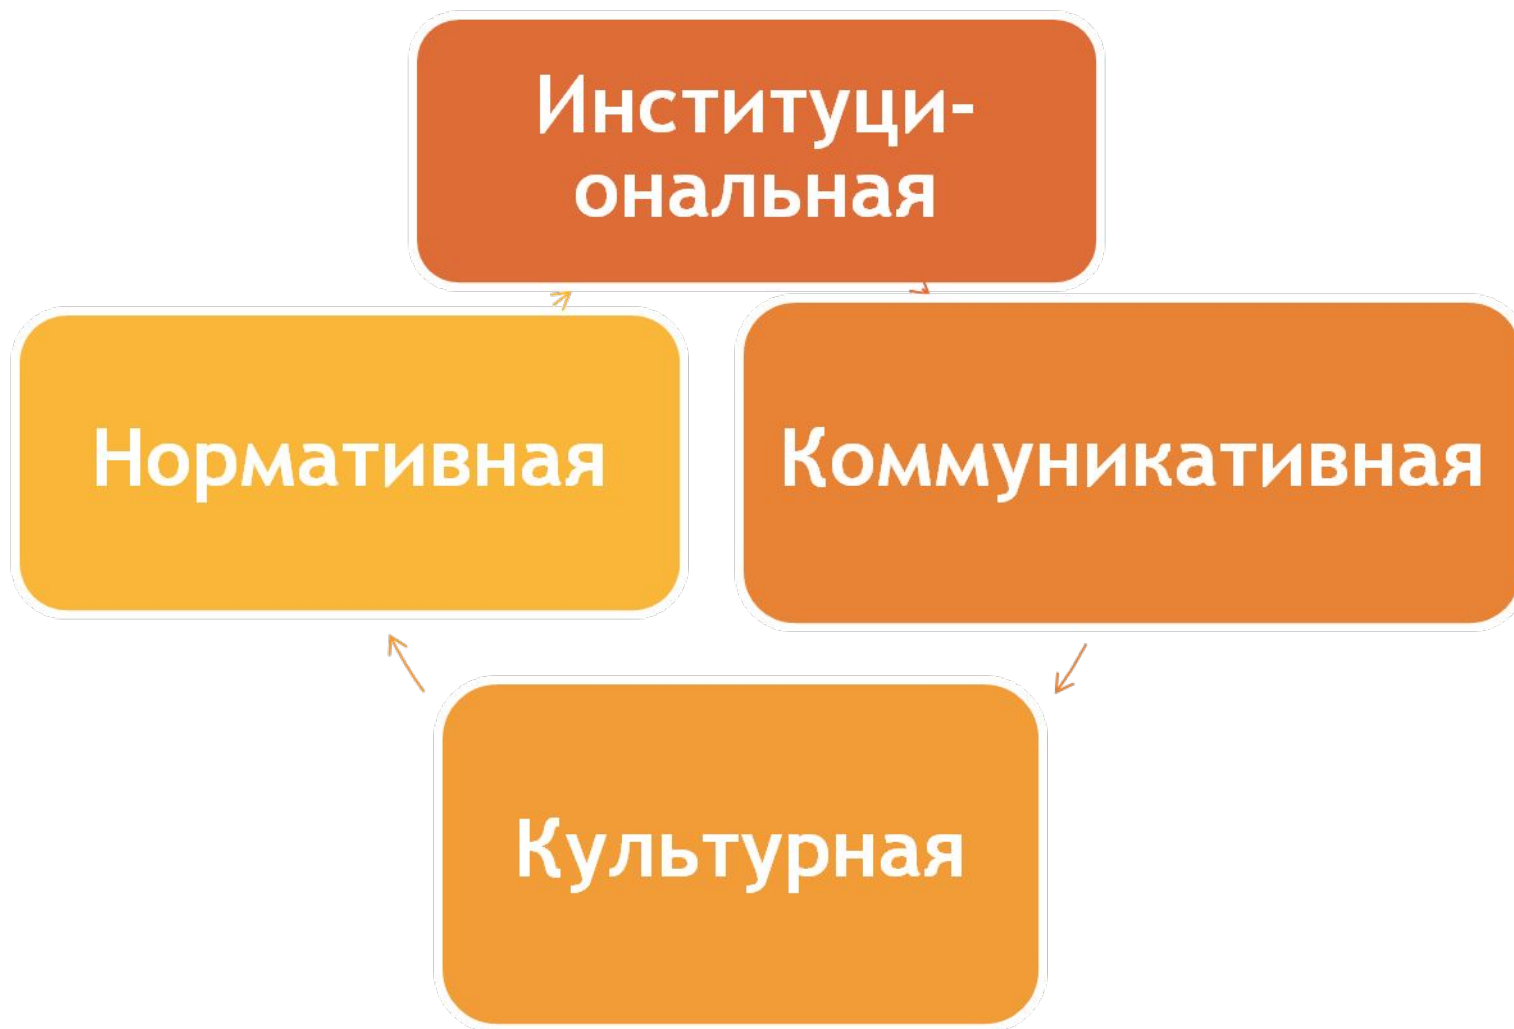 Институци-
ональная
Нормативная
Коммуникативная
Культурная